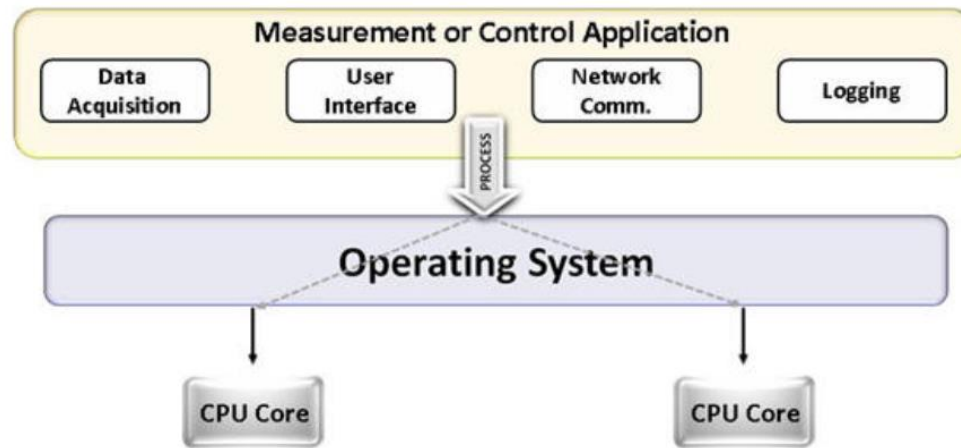 Measurement or Control Application
Data
Acquisition
User
Interface
Network
Comm.
Logging
PROCESS
Operating System
CPU Core
CPU Core